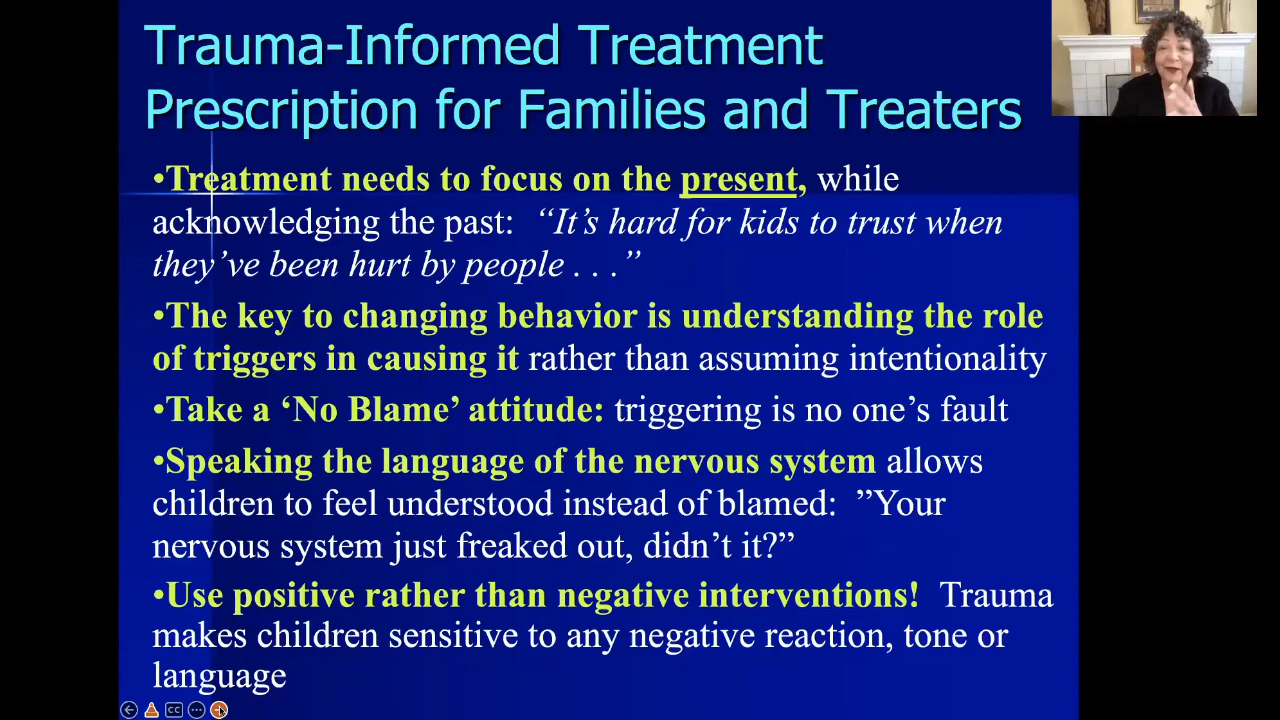 Trauma-Informed Treatment
Prescription for Families and Treaters
•Treatment needs to focus on the present, while
acknowledging the past:  “It’s hard for kids to trust when
they’ve been hurt by people . . .”
•The key to changing behavior is understanding the role
of triggers in causing it rather than assuming intentionality
•Take a ‘No Blame’ attitude: triggering is no one’s fault
•Speaking the language of the nervous system allows
children to feel understood instead of blamed:  ”Your
nervous system just freaked out, didn’t it?”
•Use positive rather than negative interventions!  Trauma
makes children sensitive to any negative reaction, tone or
language
CC